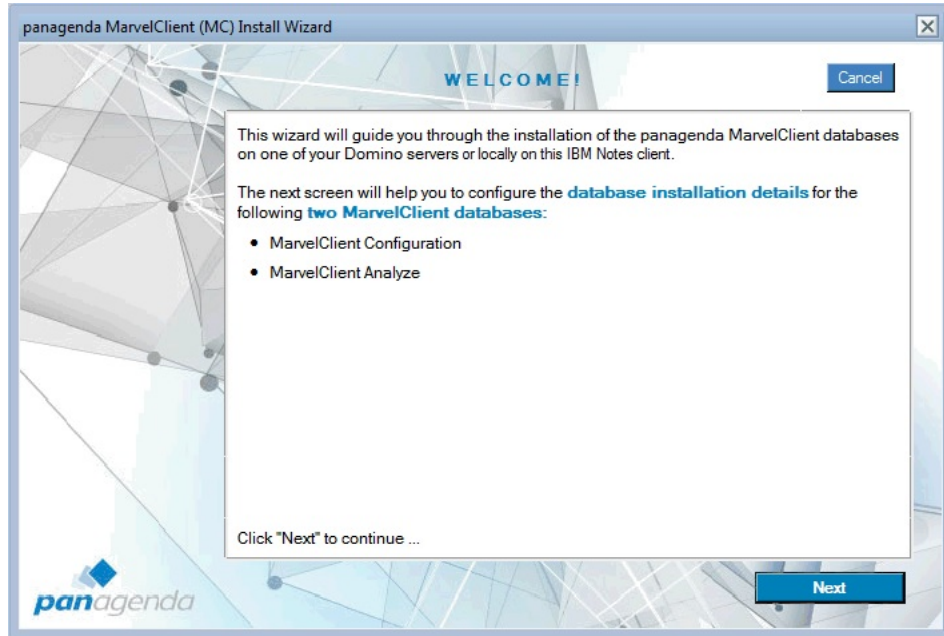 panagenda MarvelClient (MC) Install Wizard
WELCOME!
Cancel
This wizard will guide you through the installation of the panagenda MarvelClient databases
on one of your Domino servers or locally on this IBM Notes client.
The next screen will help you to configure the database installation details for the
following two MarvelClient databases:
• MarvelClient Configuration
• MarvelClient Analyze
Click "Next" to continue ...
panagenda
Next